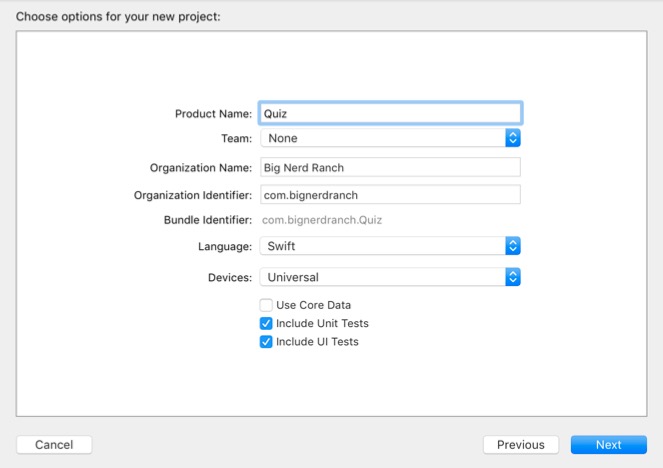 Choose options for your new project:
Product Name: Quiz
Team: None
Organization Name: Big Nerd Ranch
Organization Identifier: com.bignerdranch
Bundle Identifier: com.bignerdranch.Quiz
Language: Swift
Devices: Universal
Use Core Data
Include Unit Tests
Include UI Tests
Cancel Previous Next